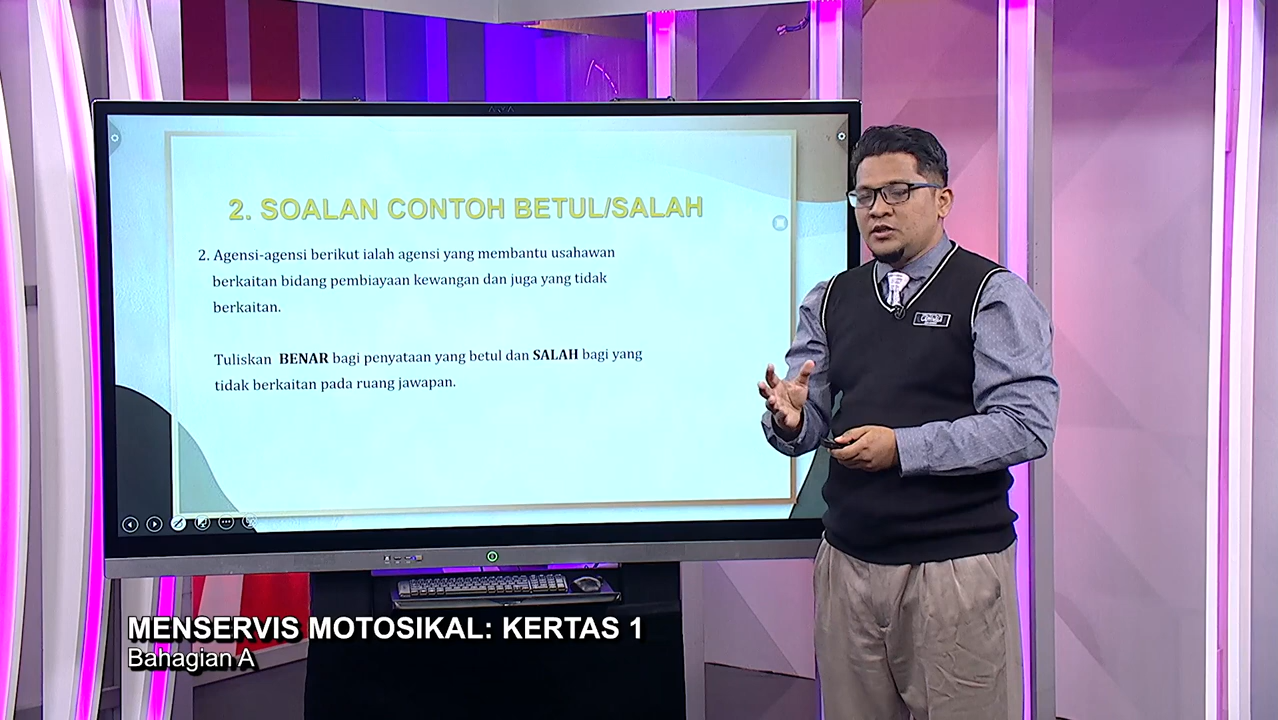 2. SOALAN CONTOH BETUL/SALAH
2. Agensi-agensi berikut ialah agensi yang membantu usahawan
berkaitan bidang pembiayaan kewangan dan juga yang tidak
berkaitan.
Tuliskan BENAR bagi penyataan yang betul dan SALAH bagi yang
tidak berkaitan pada ruang jawapan.
MENSERVIS MOTOSIKAL: KERTAS 1
Bahagian A